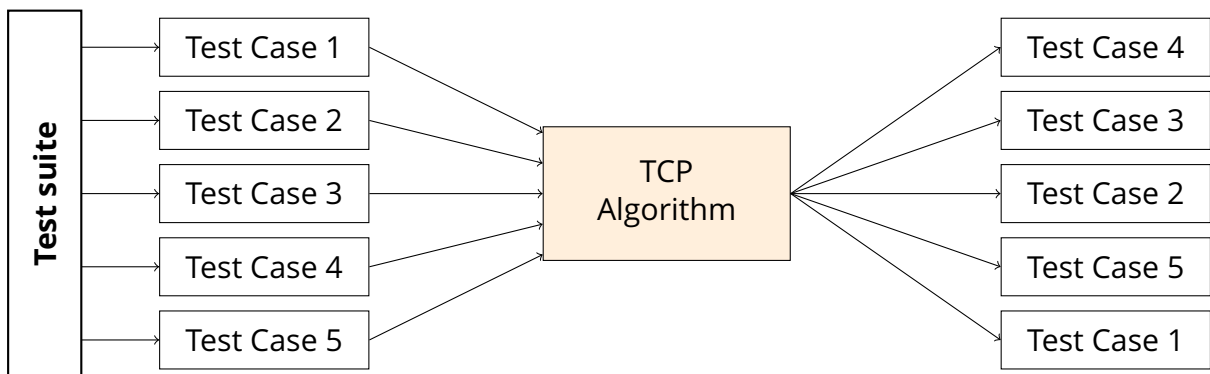 Test suite
Test Case 1
Test Case 2
Test Case 3
Test Case 4
Test Case 5
TCP
Algorithm
Test Case 4
Test Case 3
Test Case 2
Test Case 5
Test Case 1